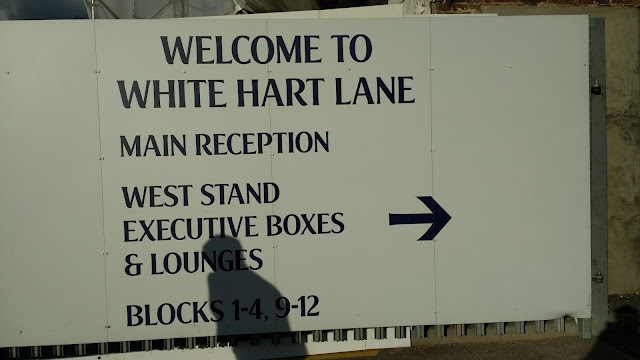 WELCOME TO
WHITE HART LANE
MAIN RECEPTION
WEST STAND
EXECUTIVE BOXES
& LOUNGES
BLOCKS 1-4, 9-12